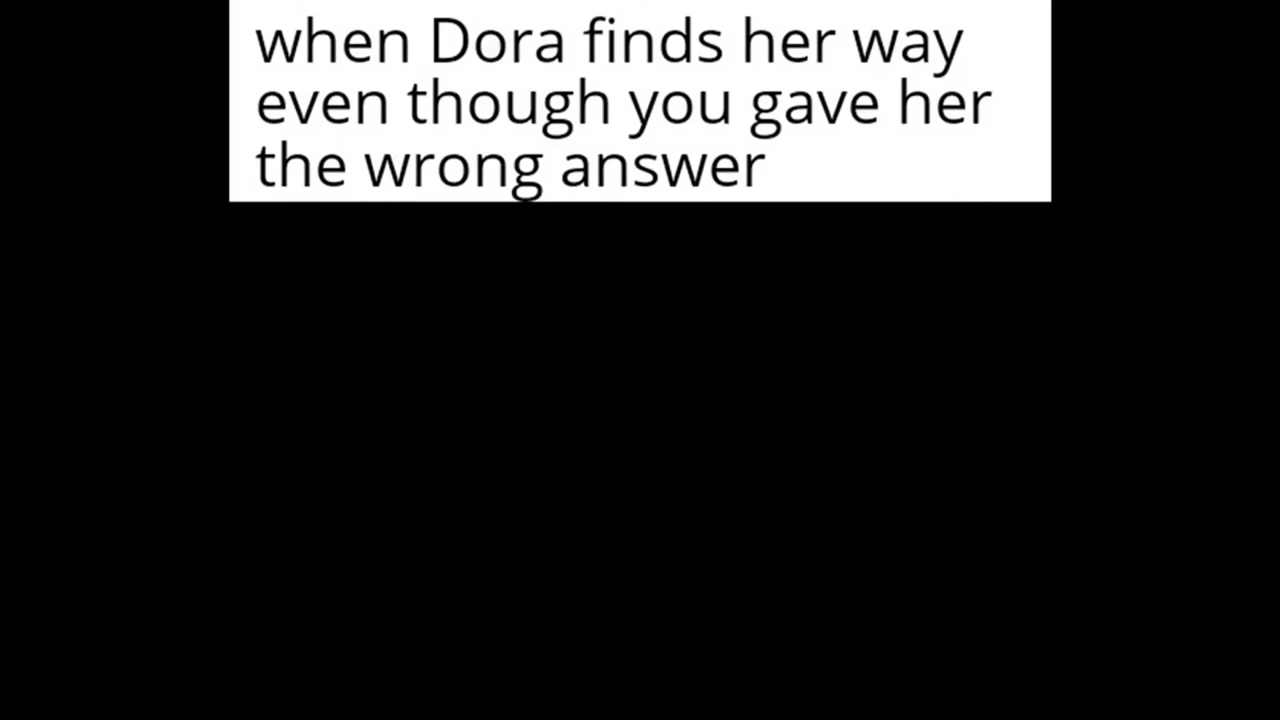 when Dora finds her way
even though you gave her
the wrong answer